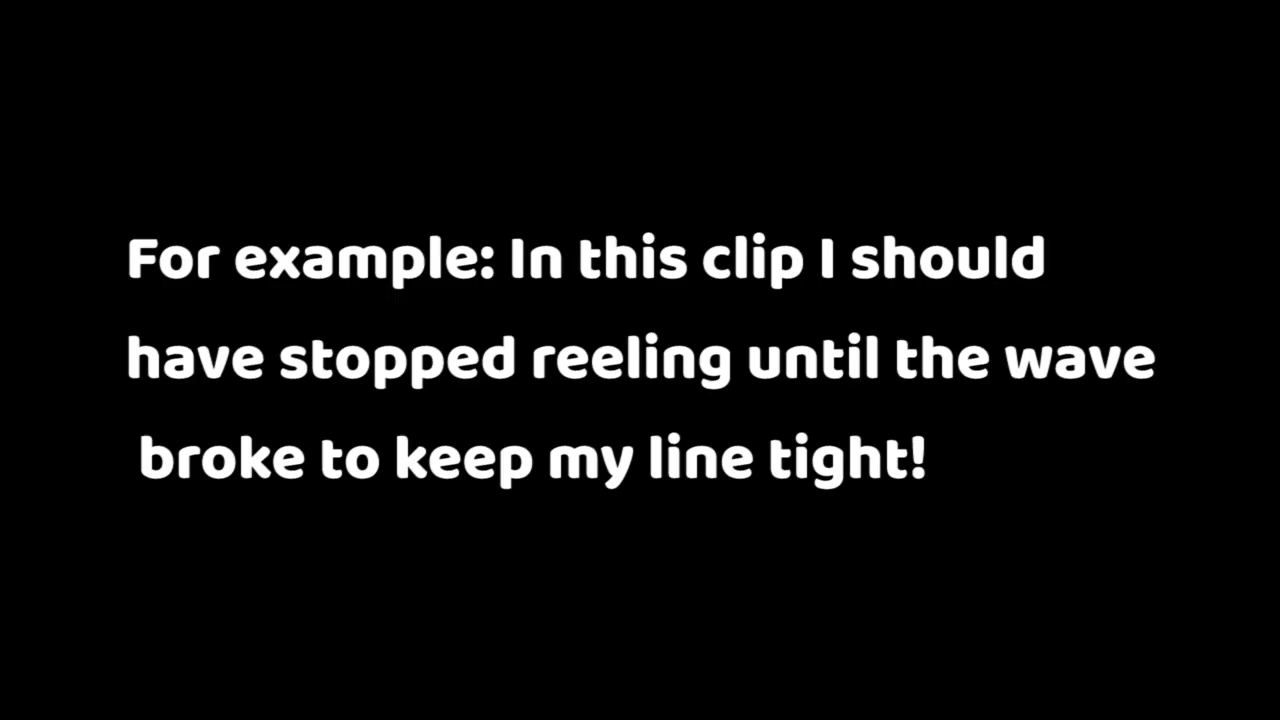 For example: In this clip I should
have stopped reeling until the wave
broke to keep my line tight!